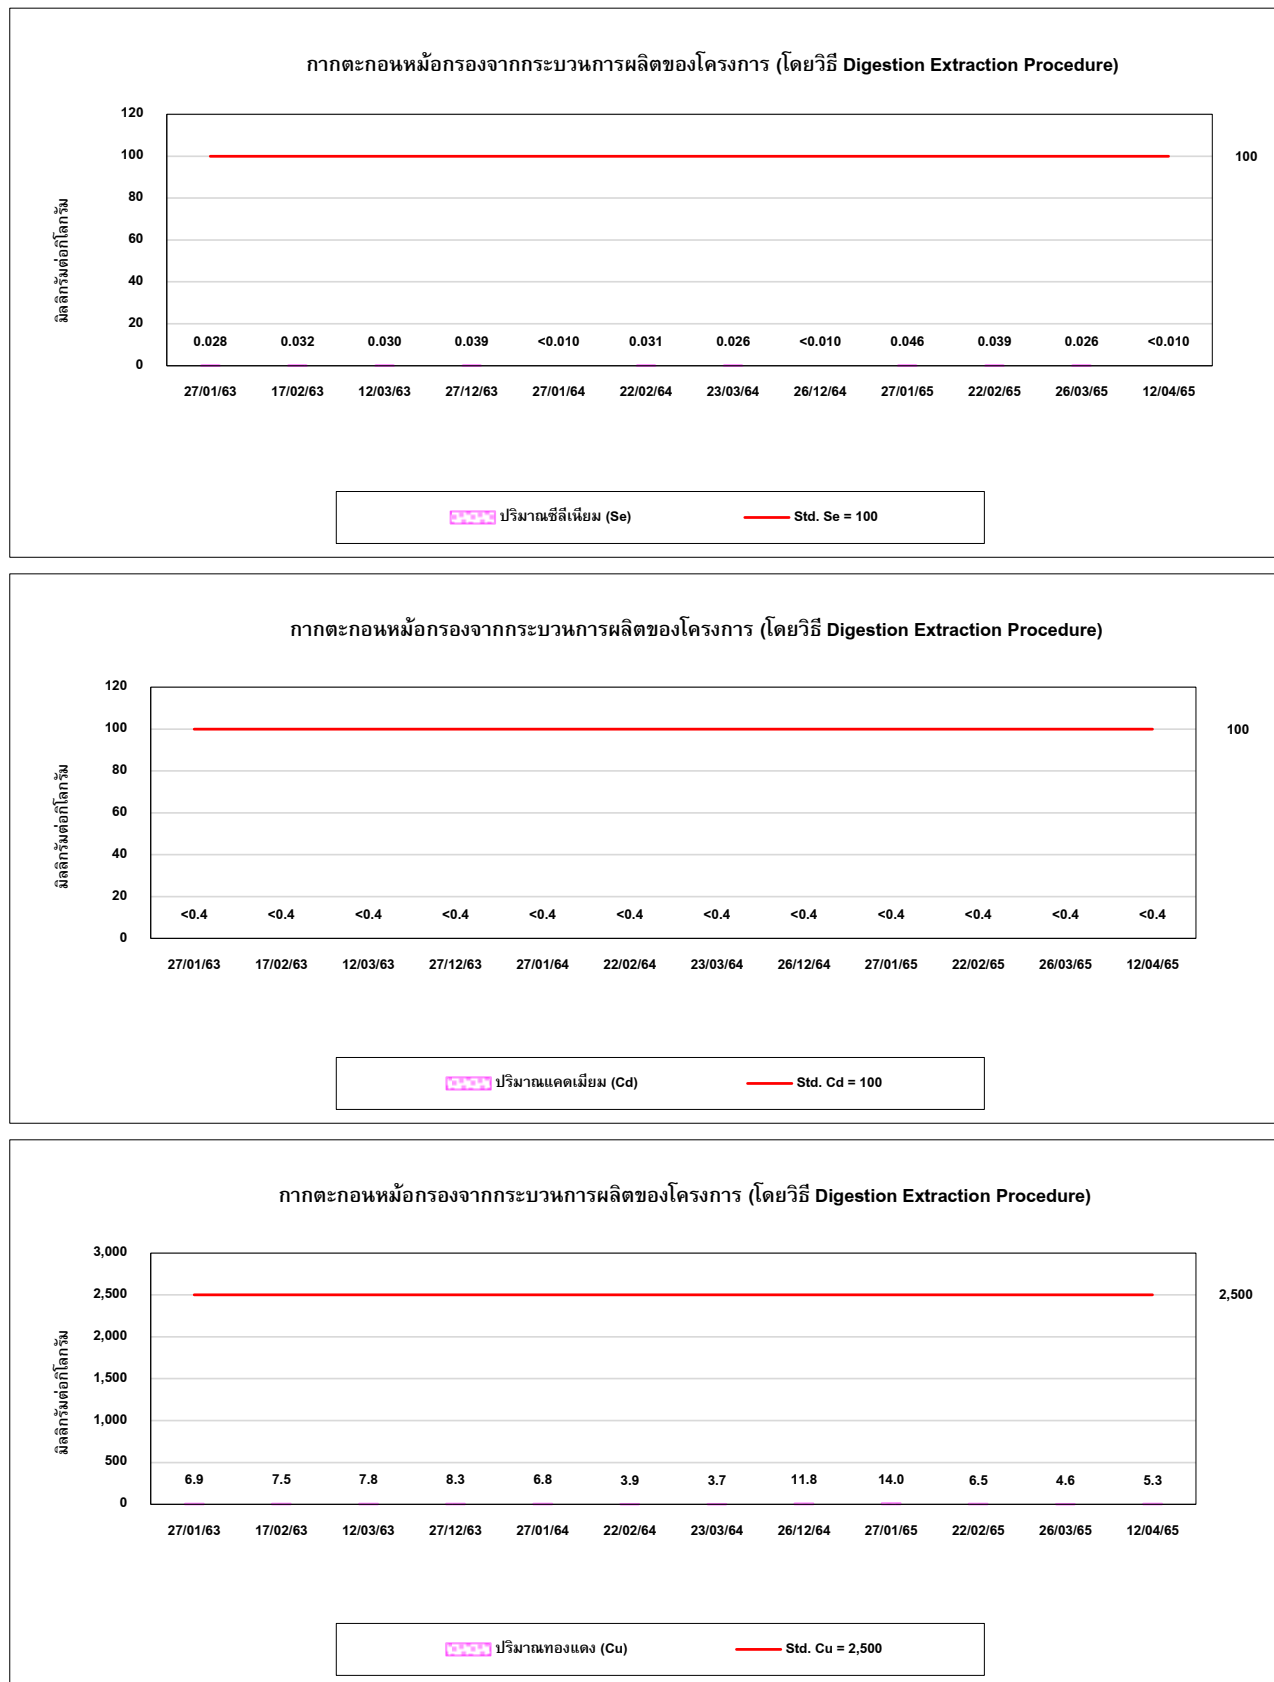 กากตะกอนหม้อกรองจากกระบวนการผลิตของโครงการ (โดยวิธี Digestion Extraction Procedure)
120
100
80
60
40
20
0
มิลลิกรัมต่อกิโลกรัม
100
0.028 0.032 0.030 0.039 <0.010 0.031 0.026 <0.010 0.046 0.039 0.026 <0.010
27/01/63 17/02/63 12/03/63 27/12/63 27/01/64 22/02/64 23/03/64 26/12/64 27/01/65 22/02/65 26/03/65 12/04/65
ปริมาณซีลีเนียม (Se) Std. Se = 100
กากตะกอนหม้อกรองจากกระบวนการผลิตของโครงการ (โดยวิธี Digestion Extraction Procedure)
120
100
80
60
40
20
0
มิลลิกรัมต่อกิโลกรัม
100
<0.4 <0.4 <0.4 <0.4 <0.4 <0.4 <0.4 <0.4 <0.4 <0.4 <0.4 <0.4
27/01/63 17/02/63 12/03/63 27/12/63 27/01/64 22/02/64 23/03/64 26/12/64 27/01/65 22/02/65 26/03/65 12/04/65
ปริมาณแคดเมียม (Cd) Std. Cd = 100
กากตะกอนหม้อกรองจากกระบวนการผลิตของโครงการ (โดยวิธี Digestion Extraction Procedure)
3,000
2,500
2,000
1,500
1,000
500
0
มิลลิกรัมต่อกิโลกรัม
2,500
6.9 7.5 7.8 8.3 6.8 3.9 3.7 11.8 14.0 6.5 4.6 5.3
27/01/63 17/02/63 12/03/63 27/12/63 27/01/64 22/02/64 23/03/64 26/12/64 27/01/65 22/02/65 26/03/65 12/04/65
ปริมาณทองแดง (Cu) Std. Cu = 2,500